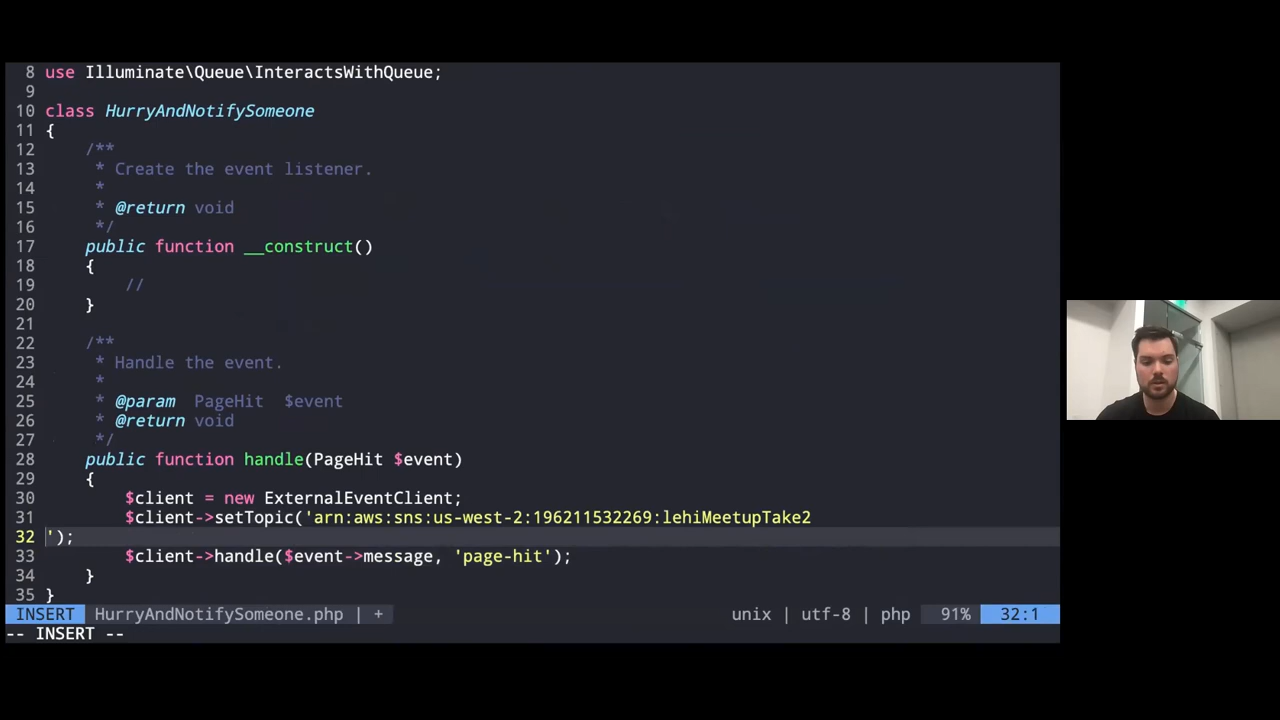 8 use Illuminate\Queue\InteractsWithQueue;
9
10 class HurryAndNotifySomeone
11 {
12     /**
13      * Create the event listener.
14      *
15      * @return void
16      */
17     public function __construct()
18     {
19         //
20     }
21
22     /**
23      * Handle the event.
24      *
25      * @param  PageHit  $event
26      * @return void
27      */
28     public function handle(PageHit $event)
29     {
30         $client = new ExternalEventClient;
31         $client->setTopic('arn:aws:sns:us-west-2:196211532269:lehiMeetupTake2
32 ');
33         $client->handle($event->message, 'page-hit');
34     }
35 }
INSERT HurryAndNotifySomeone.php | + unix | utf-8 | php 91% 32:1
-- INSERT --